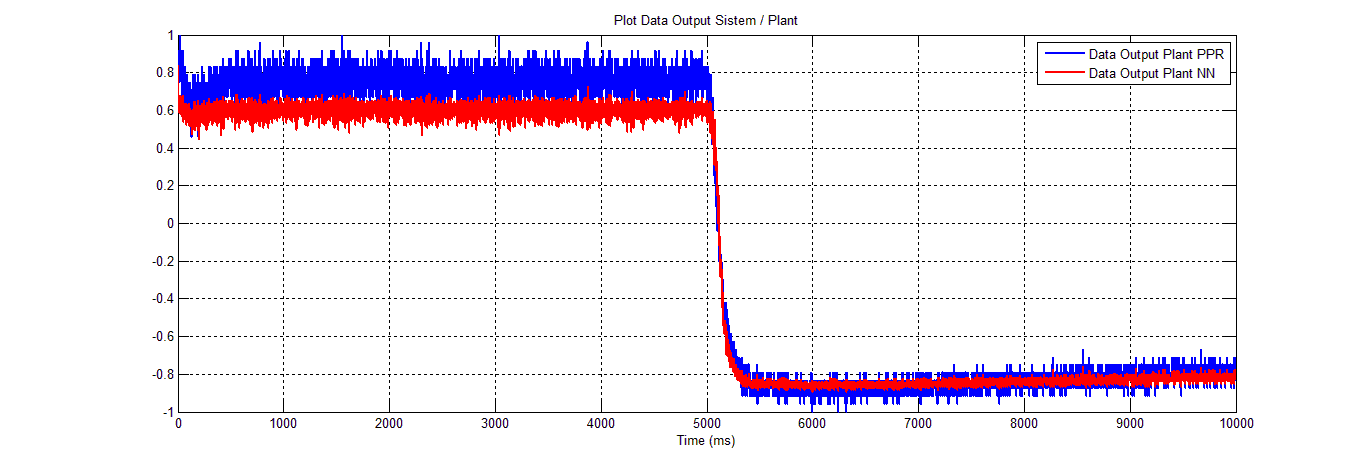 Plot Data Output Sistem / Plant
Data Output Plant PPR
Data Output Plant NN
1
0.8
0.6
0.4
0.2
0
-0.2
-0.4
-0.6
-0.8
-1
0 1000 2000 3000 4000 5000 6000 7000 8000 9000 10000
Time (ms)